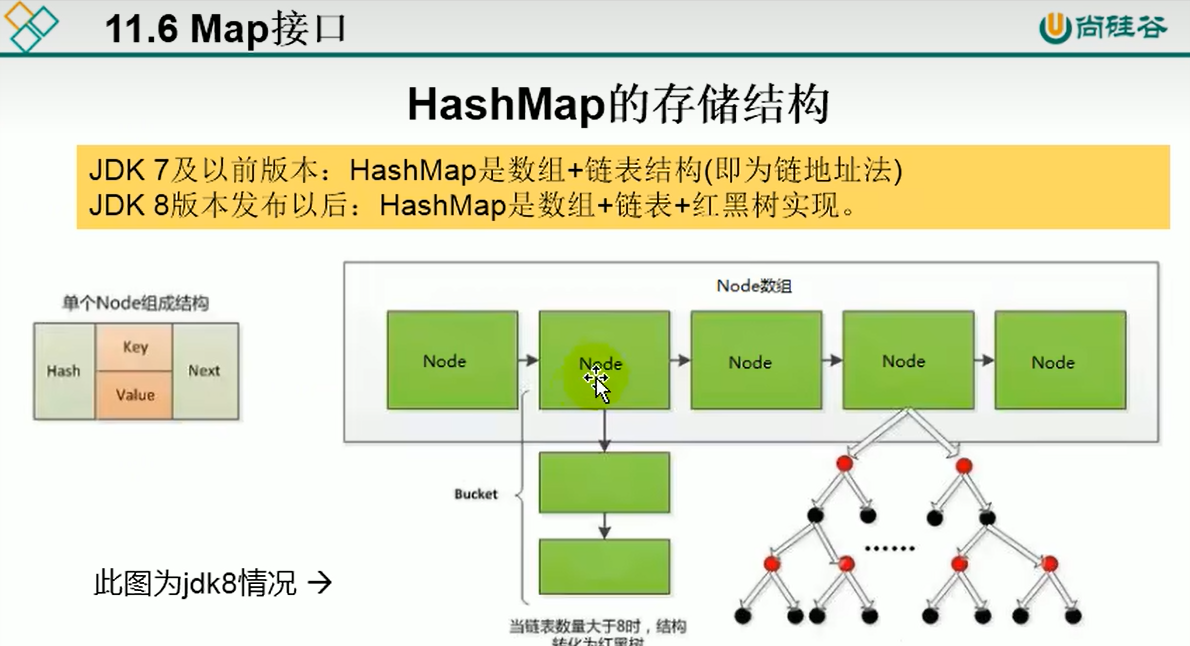 11.6 Map接口
尚硅谷
HashMap的存储结构
JDK 7及以前版本：HashMap是数组+链表结构(即为链地址法)
JDK 8版本发布以后：HashMap是数组+链表+红黑树实现。
单个Node组成结构
Hash
Key
Value
Next
Node数组
Node
Node
Node
Node
Node
Bucket
······
此图为jdk8情况 →
当链表数量大于8时，结构
转化为红黑树